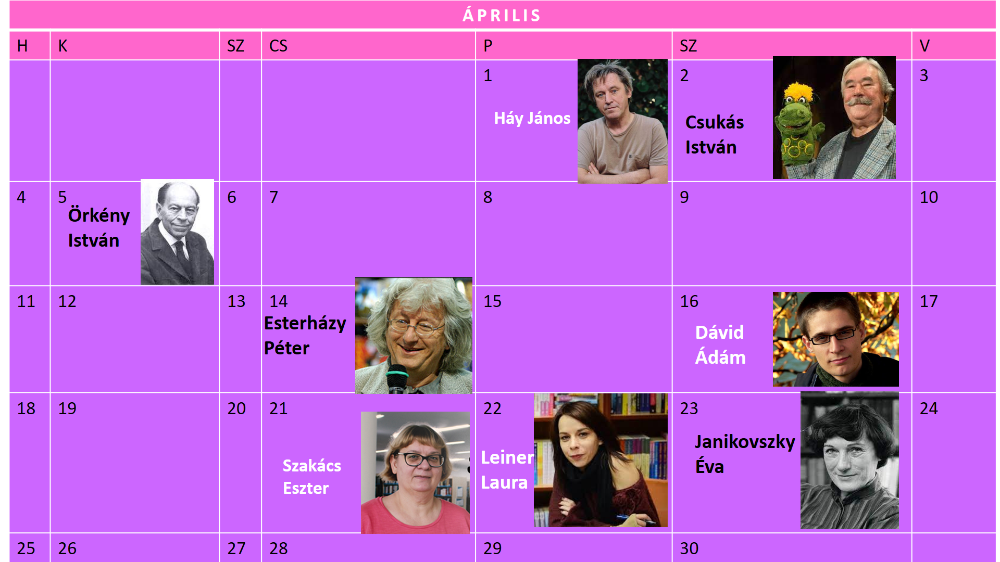 ÁPRILIS
H K SZ CS P SZ V
1 2 3
Háy János
Csukás
István
4 5 6 7 8 9 10
Örkény
István
11 12 13 14 15 16 17
Esterházy
Péter
Dávid
Ádám
18 19 20 21 22 23 24
Szakács
Eszter
Leiner
Laura
Janikovszky
Éva
25 26 27 28 29 30